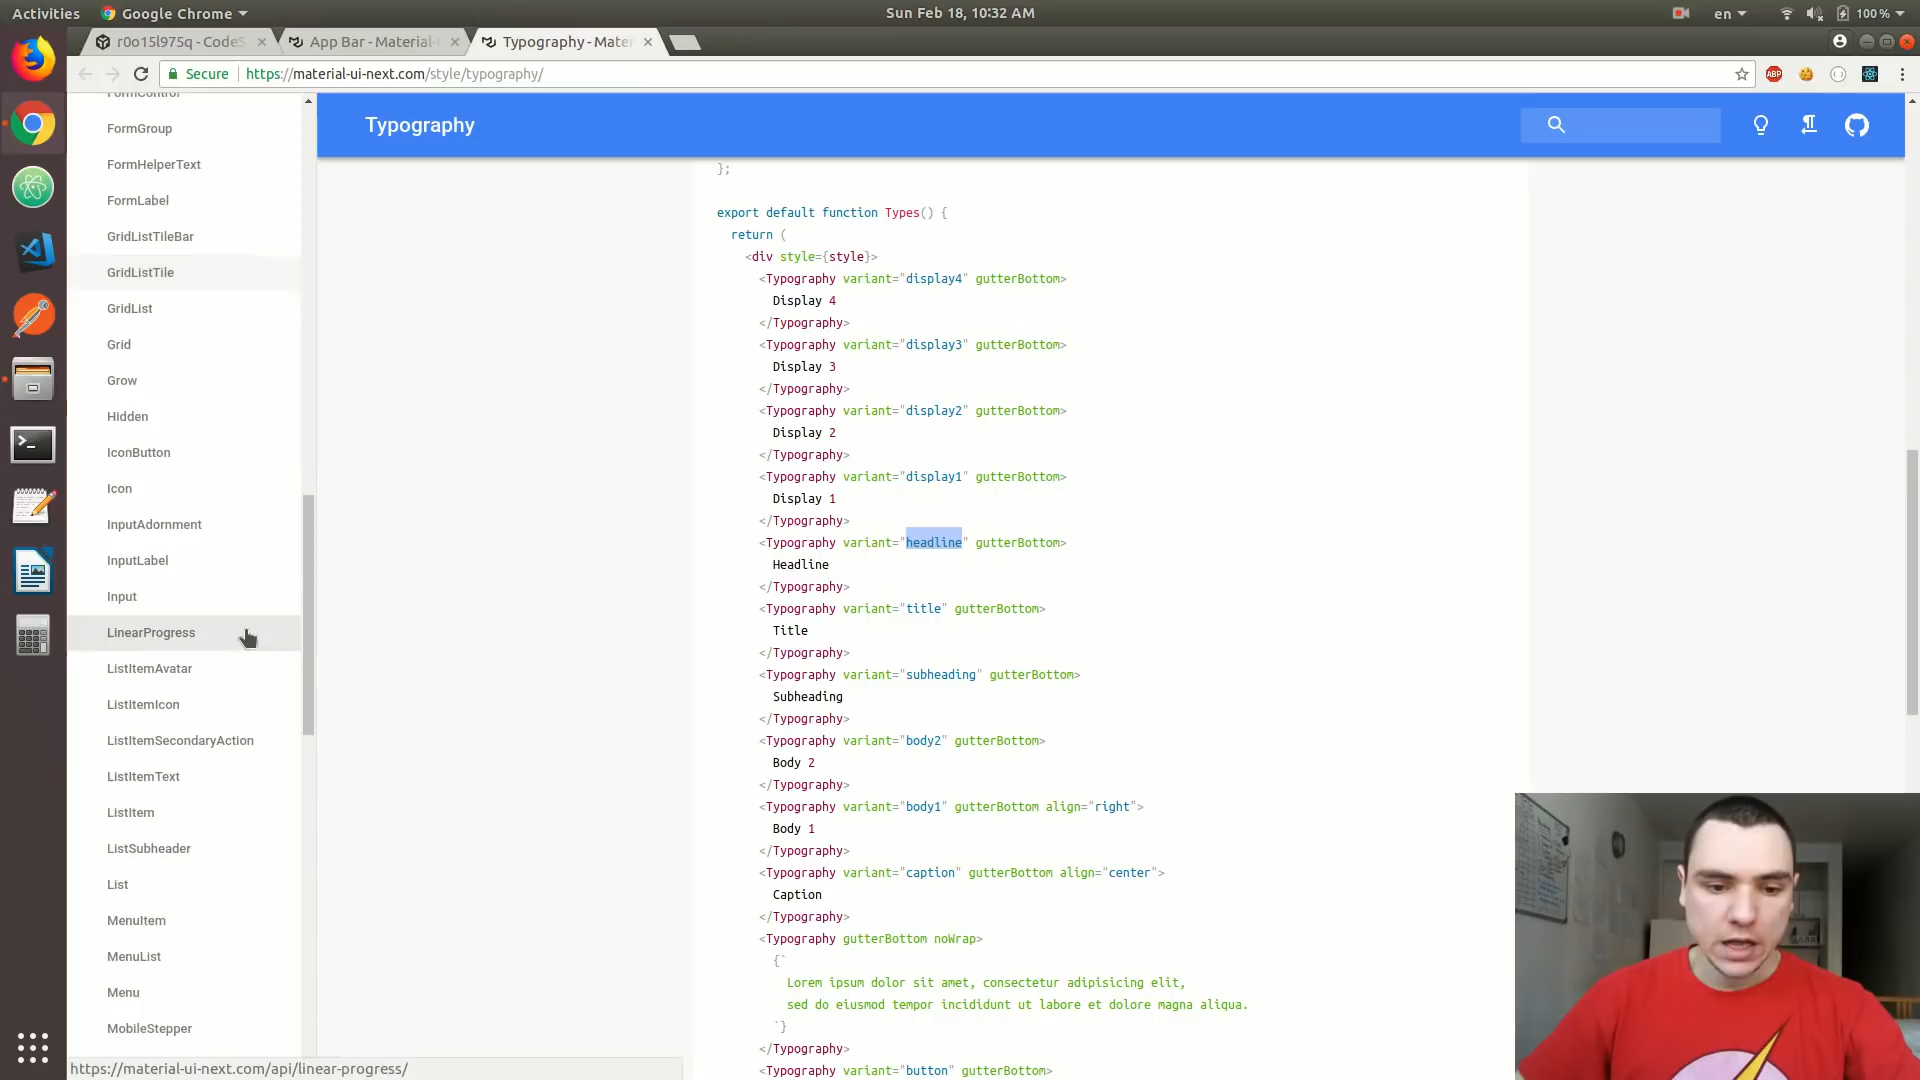 Activities
Google Chrome
Sun Feb 18, 10:32 AM
en
100 %
r0o15l975q - CodeS
App Bar - Material-
Typography - Mater
Secure
https://material-ui-next.com/style/typography/
ABP
FormControl
FormGroup
FormHelperText
FormLabel
GridListTileBar
GridListTile
GridList
Grid
Grow
Hidden
IconButton
Icon
InputAdornment
InputLabel
Input
LinearProgress
ListItemAvatar
ListItemIcon
ListItemSecondaryAction
ListItemText
ListItem
ListSubheader
List
MenuItem
MenuList
Menu
MobileStepper
Typography
};
export default function Types() {
return (
<div style={style}>
<Typography variant="display4" gutterBottom>
Display 4
</Typography>
<Typography variant="display3" gutterBottom>
Display 3
</Typography>
<Typography variant="display2" gutterBottom>
Display 2
</Typography>
<Typography variant="display1" gutterBottom>
Display 1
</Typography>
<Typography variant="headline" gutterBottom>
Headline
</Typography>
<Typography variant="title" gutterBottom>
Title
</Typography>
<Typography variant="subheading" gutterBottom>
Subheading
</Typography>
<Typography variant="body2" gutterBottom>
Body 2
</Typography>
<Typography variant="body1" gutterBottom align="right">
Body 1
</Typography>
<Typography variant="caption" gutterBottom align="center">
Caption
</Typography>
<Typography gutterBottom noWrap>
{`
Lorem ipsum dolor sit amet, consectetur adipisicing elit,
sed do eiusmod tempor incididunt ut labore et dolore magna aliqua.
`}
</Typography>
<Typography variant="button" gutterBottom>
https://material-ui-next.com/api/linear-progress/